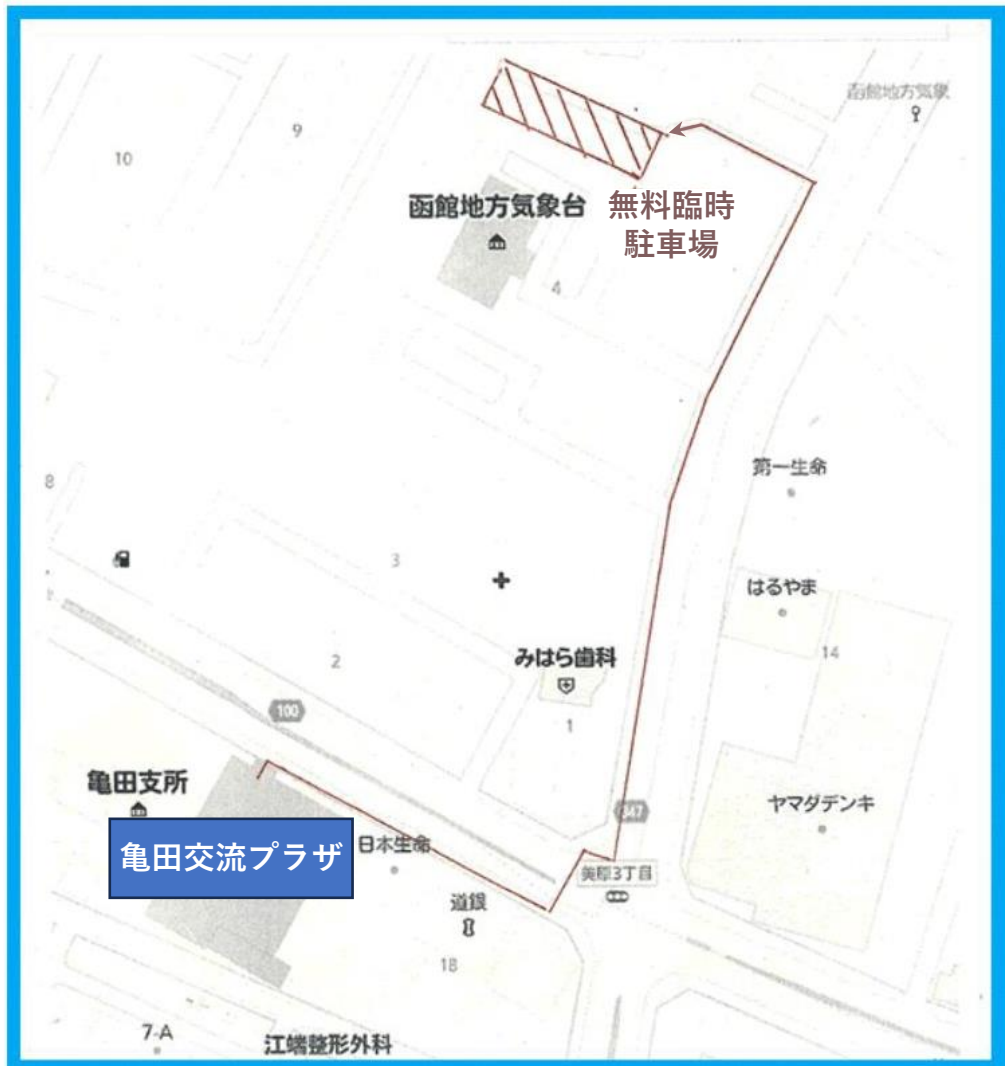 函館地方気象
9
10
函館地方気象台
無料臨時
駐車場
4
第一生命
8
3
はるやま
14
みはら歯科
2
1
100
亀田支所
347
ヤマダデンキ
亀田交流プラザ
日本生命
美原3丁目
道銀
18
7-A
江端整形外科